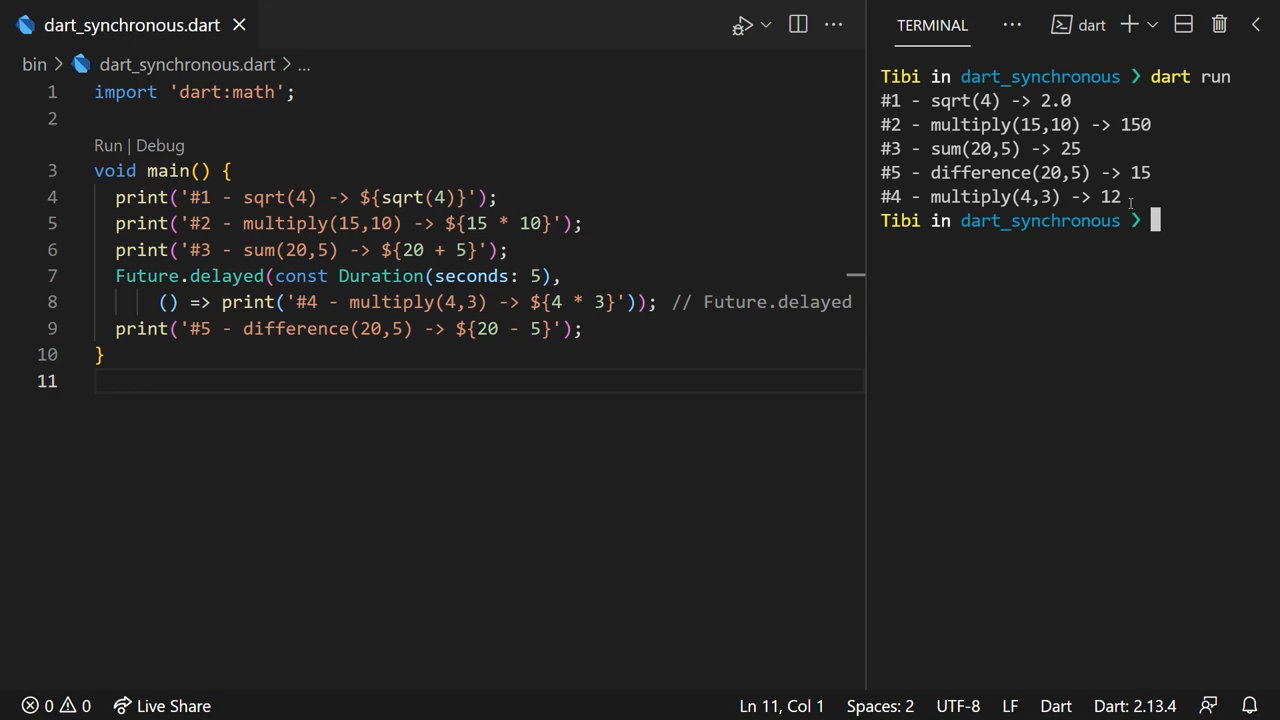 dart_synchronous.dart
bin > dart_synchronous.dart > ...
1 import 'dart:math';
2
Run | Debug
3 void main() {
4 print('#1 - sqrt(4) -> ${sqrt(4)}');
5 print('#2 - multiply(15,10) -> ${15 * 10}');
6 print('#3 - sum(20,5) -> ${20 + 5}');
7 Future.delayed(const Duration(seconds: 5),
8 () => print('#4 - multiply(4,3) -> ${4 * 3}')); // Future.delayed
9 print('#5 - difference(20,5) -> ${20 - 5}');
10 }
11
TERMINAL
dart
Tibi in dart_synchronous ❯ dart run
#1 - sqrt(4) -> 2.0
#2 - multiply(15,10) -> 150
#3 - sum(20,5) -> 25
#5 - difference(20,5) -> 15
#4 - multiply(4,3) -> 12
Tibi in dart_synchronous ❯
0 0 Live Share
Ln 11, Col 1 Spaces: 2 UTF-8 LF Dart Dart: 2.13.4